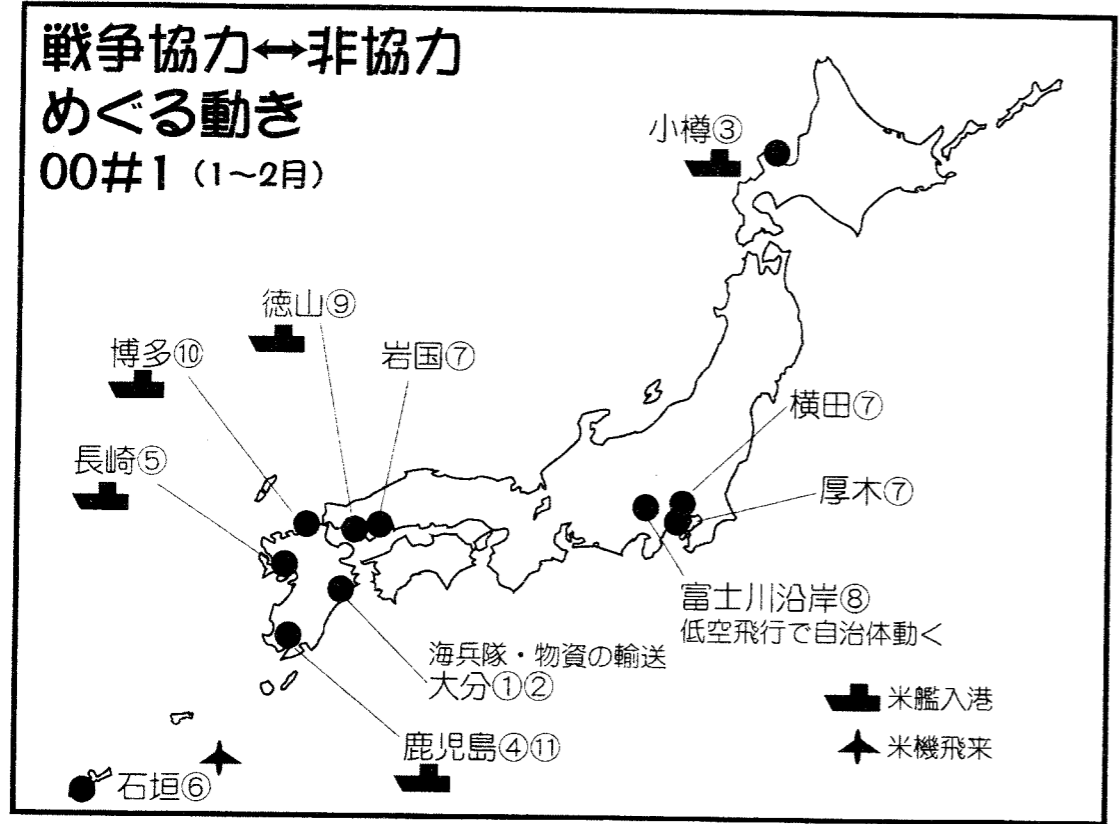 戦争協力↔非協力
めぐる動き
00#1（1〜2月）
小樽③
徳山⑨
博多⑩
岩国⑦
長崎⑤
横田⑦
厚木⑦
富士川沿岸⑧
低空飛行で自治体動く
海兵隊・物資の輸送
大分①②
鹿児島④⑪
石垣⑥
米艦入港
米機飛来